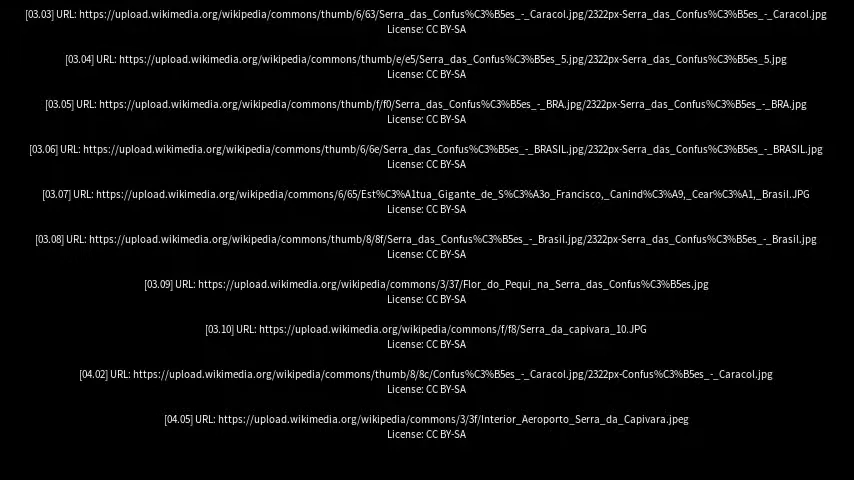 [03.03] URL: https://upload.wikimedia.org/wikipedia/commons/thumb/6/63/Serra_das_Confus%C3%B5es_-_Caracol.jpg/2322px-Serra_das_Confus%C3%B5es_-_Caracol.jpg
License: CC BY-SA
[03.04] URL: https://upload.wikimedia.org/wikipedia/commons/thumb/e/e5/Serra_das_Confus%C3%B5es_5.jpg/2322px-Serra_das_Confus%C3%B5es_5.jpg
License: CC BY-SA
[03.05] URL: https://upload.wikimedia.org/wikipedia/commons/thumb/f/f0/Serra_das_Confus%C3%B5es_-_BRA.jpg/2322px-Serra_das_Confus%C3%B5es_-_BRA.jpg
License: CC BY-SA
[03.06] URL: https://upload.wikimedia.org/wikipedia/commons/thumb/6/6e/Serra_das_Confus%C3%B5es_-_BRASIL.jpg/2322px-Serra_das_Confus%C3%B5es_-_BRASIL.jpg
License: CC BY-SA
[03.07] URL: https://upload.wikimedia.org/wikipedia/commons/6/65/Est%C3%A1tua_Gigante_de_S%C3%A3o_Francisco,_Canind%C3%A9,_Cear%C3%A1,_Brasil.JPG
License: CC BY-SA
[03.08] URL: https://upload.wikimedia.org/wikipedia/commons/thumb/8/8f/Serra_das_Confus%C3%B5es_-_Brasil.jpg/2322px-Serra_das_Confus%C3%B5es_-_Brasil.jpg
License: CC BY-SA
[03.09] URL: https://upload.wikimedia.org/wikipedia/commons/3/37/Flor_do_Pequi_na_Serra_das_Confus%C3%B5es.jpg
License: CC BY-SA
[03.10] URL: https://upload.wikimedia.org/wikipedia/commons/f/f8/Serra_da_capivara_10.JPG
License: CC BY-SA
[04.02] URL: https://upload.wikimedia.org/wikipedia/commons/thumb/8/8c/Confus%C3%B5es_-_Caracol.jpg/2322px-Confus%C3%B5es_-_Caracol.jpg
License: CC BY-SA
[04.05] URL: https://upload.wikimedia.org/wikipedia/commons/3/3f/Interior_Aeroporto_Serra_da_Capivara.jpeg
License: CC BY-SA